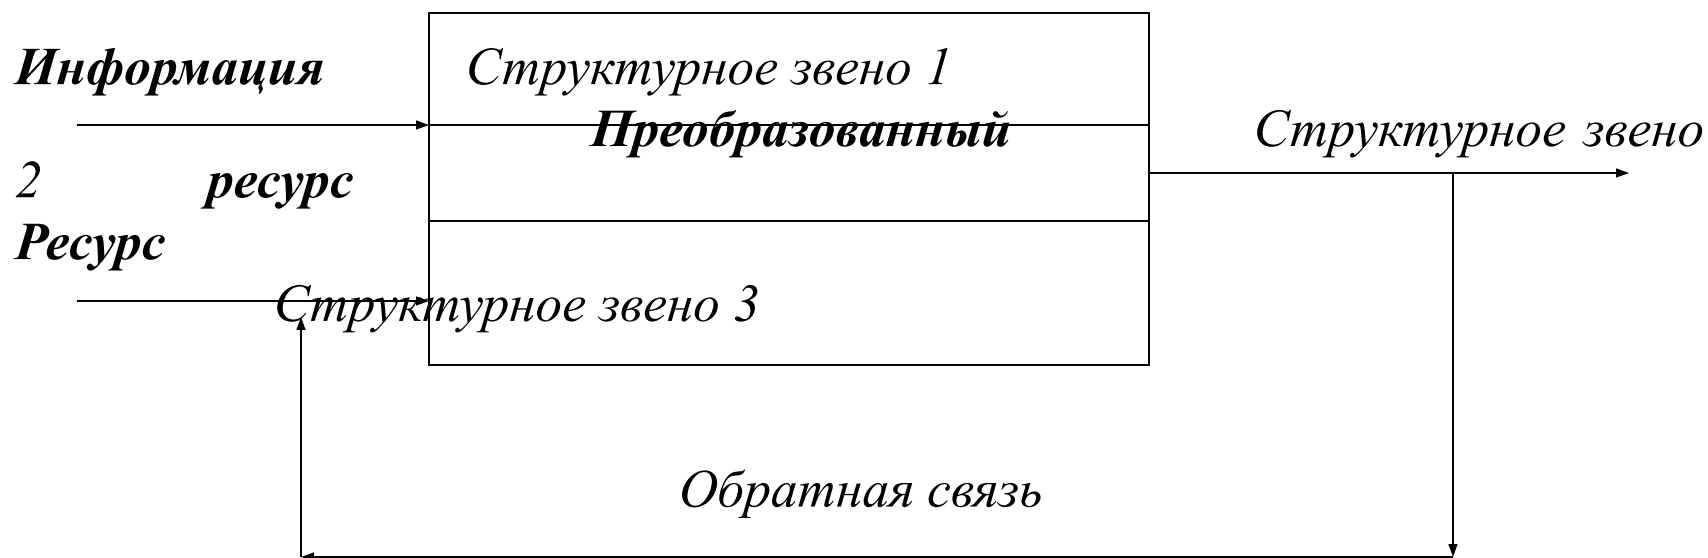 Информация Структурное звено 1
Преобразованный Структурное звено
2 ресурс
Ресурс
Структурное звено 3
Обратная связь